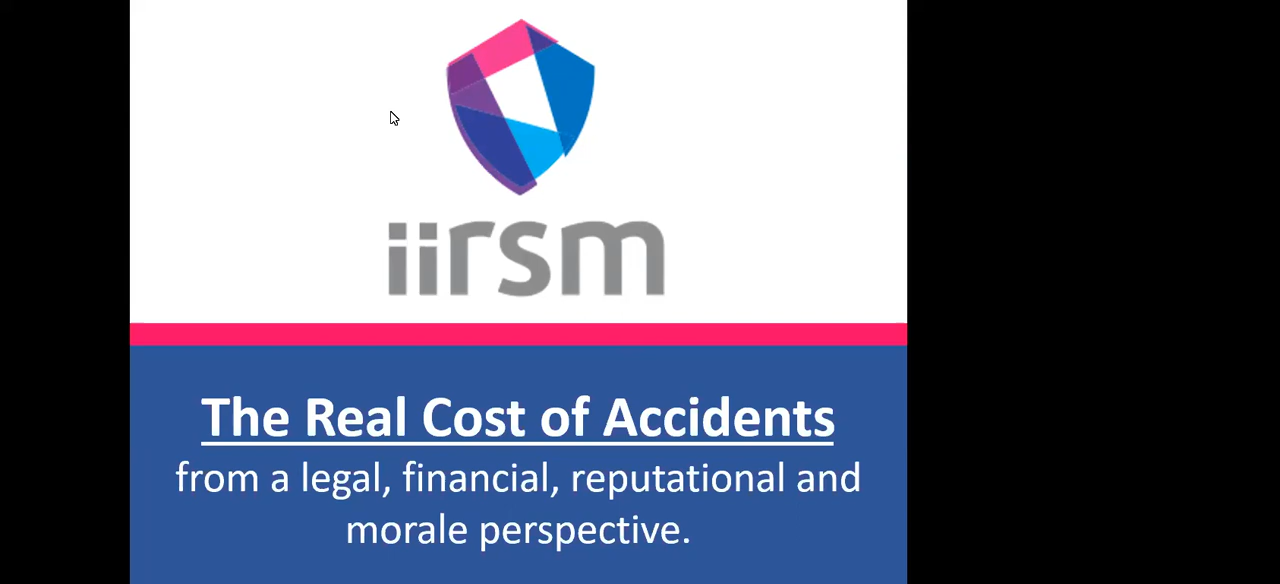 iirsm
The Real Cost of Accidents
from a legal, financial, reputational and
morale perspective.